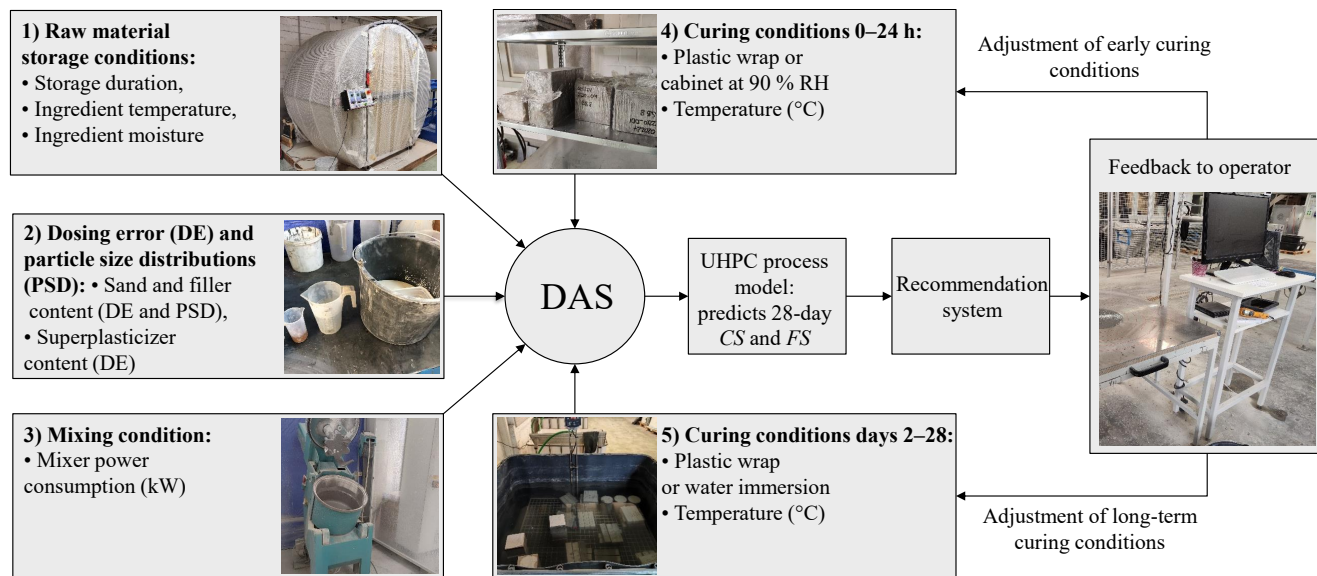 1) Raw material
storage conditions:
• Storage duration,
• Ingredient temperature,
• Ingredient moisture
2) Dosing error (DE) and
particle size distributions
(PSD): • Sand and filler
content (DE and PSD),
• Superplasticizer
content (DE)
3) Mixing condition:
• Mixer power
consumption (kW)
4) Curing conditions 0–24 h:
• Plastic wrap or
cabinet at 90 % RH
• Temperature (°C)
5) Curing conditions days 2–28:
• Plastic wrap
or water immersion
• Temperature (°C)
DAS
UHPC process
model:
predicts 28-day
CS and FS
Recommendation
system
Feedback to operator
Adjustment of early curing
conditions
Adjustment of long-term
curing conditions